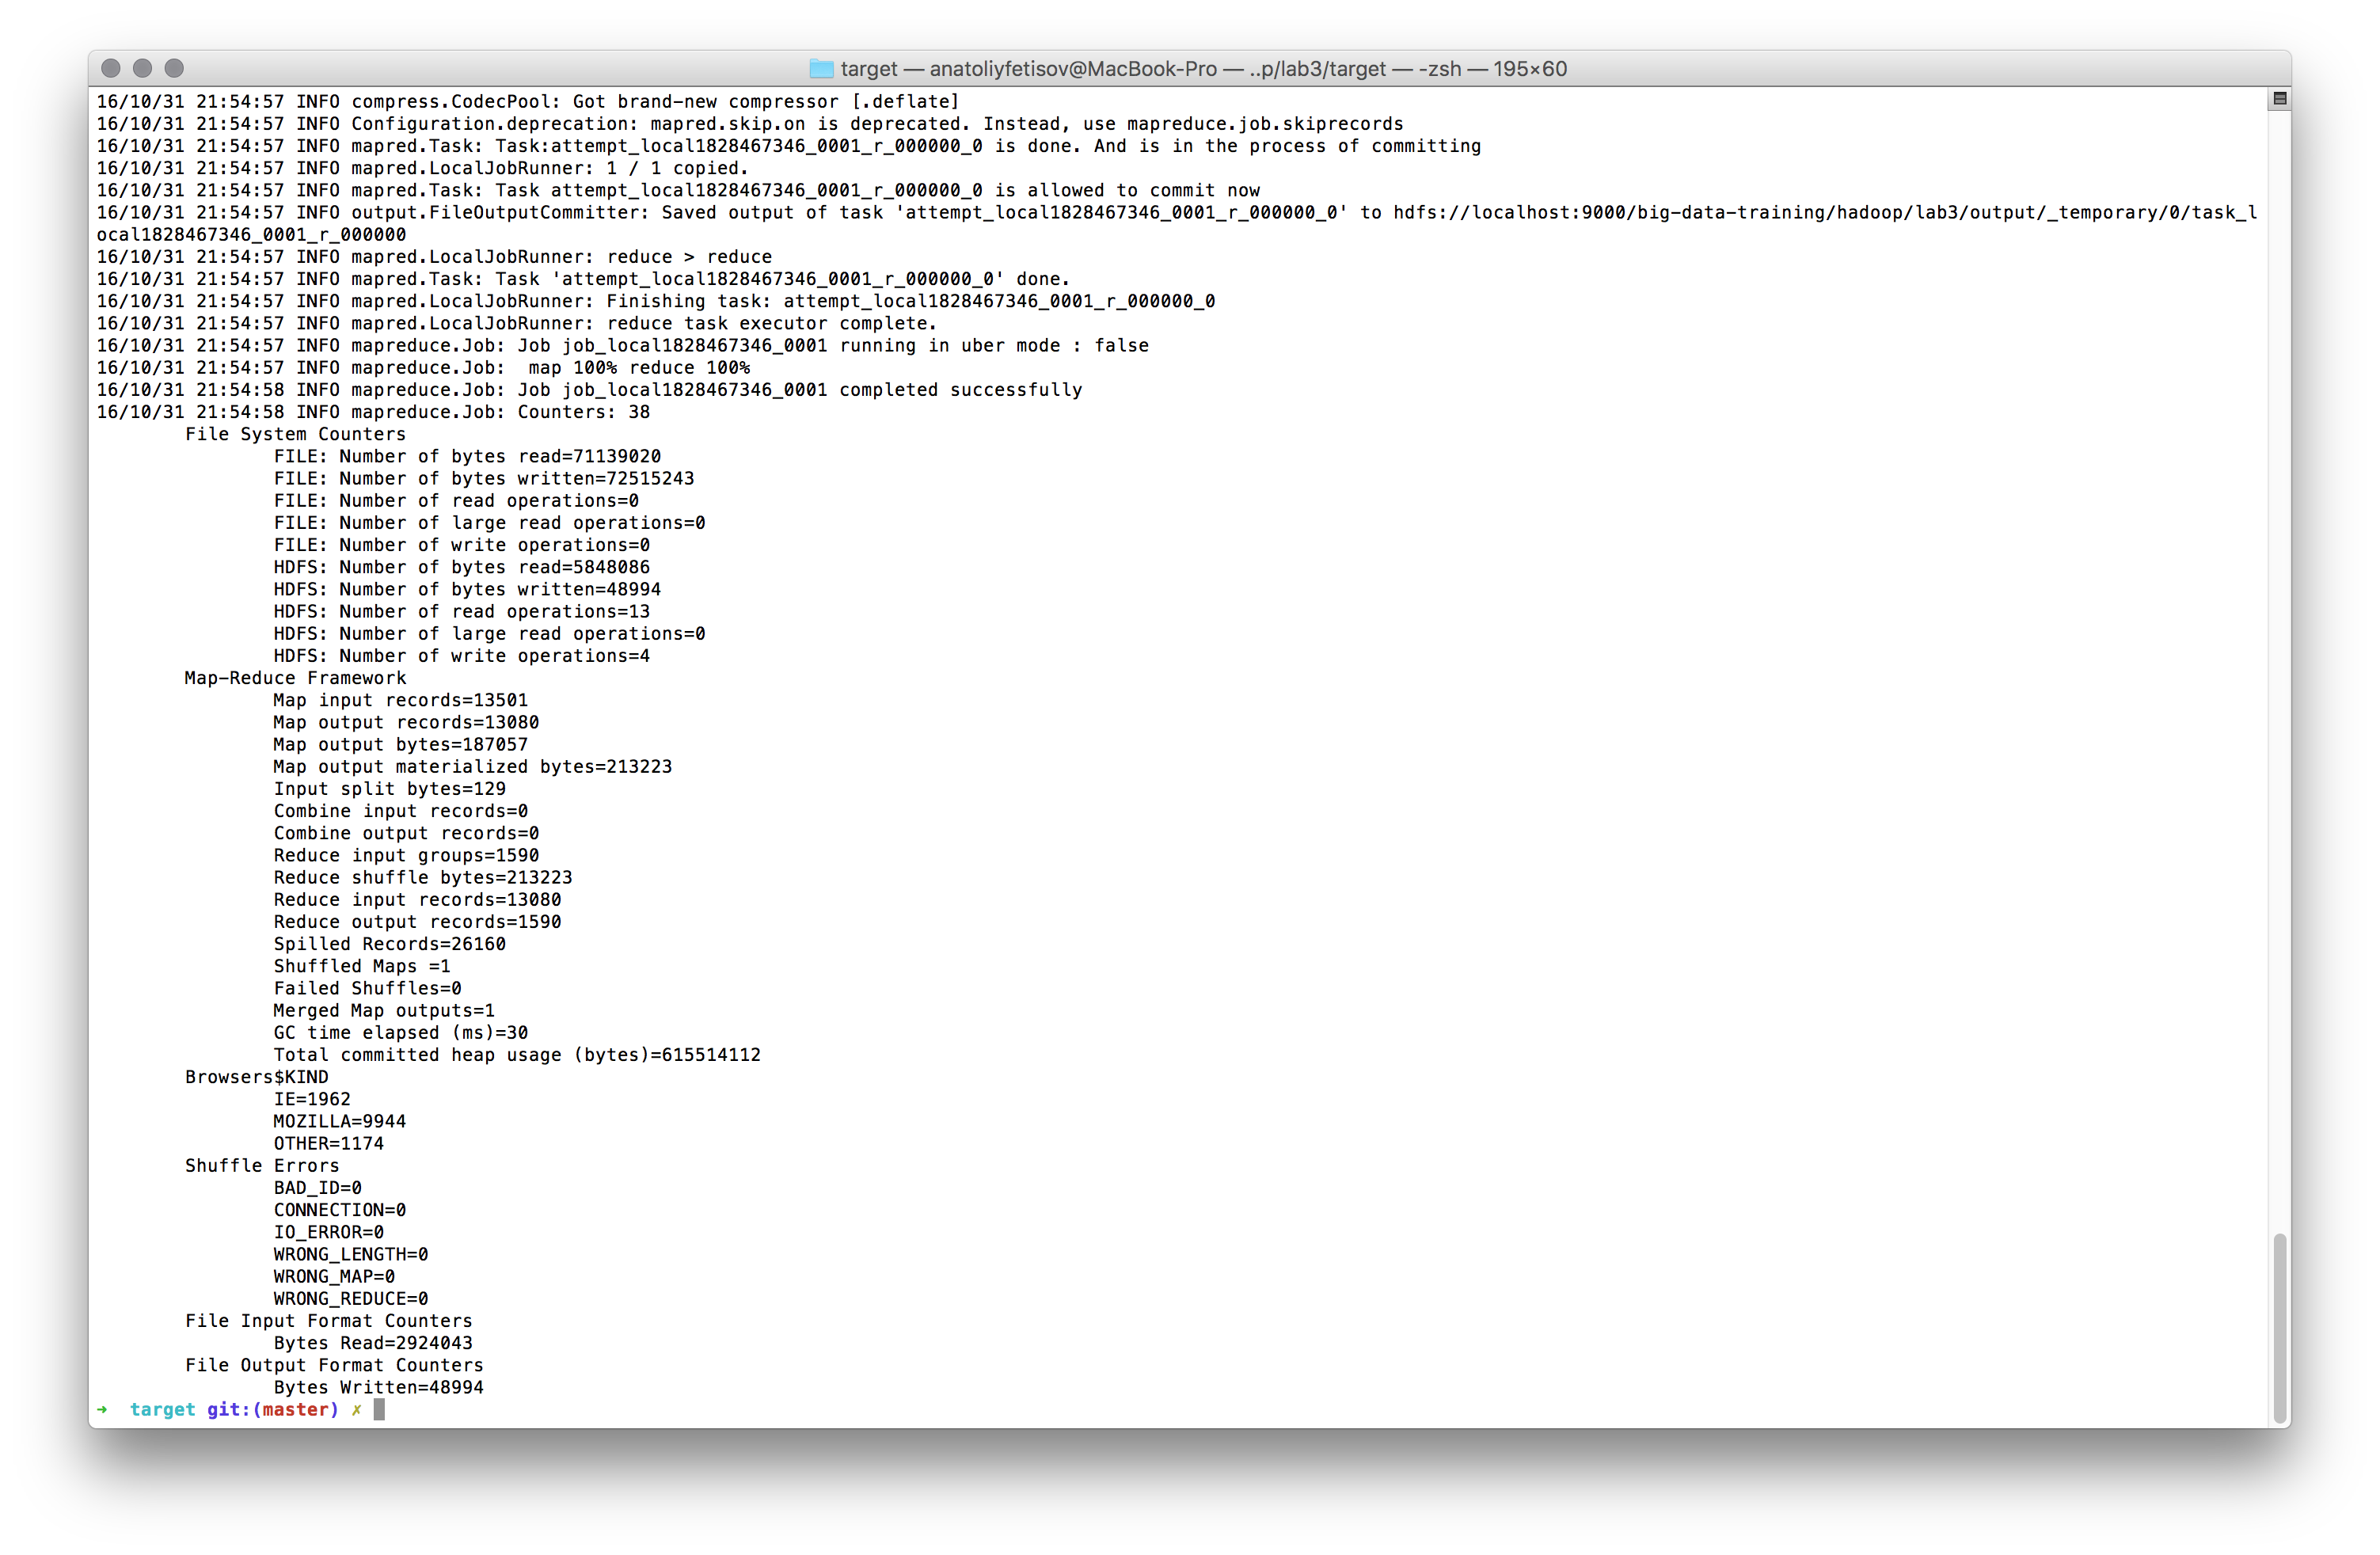 target — anatoliyfetisov@MacBook-Pro — ..p/lab3/target — -zsh — 195×60
16/10/31 21:54:57 INFO compress.CodecPool: Got brand-new compressor [.deflate]
16/10/31 21:54:57 INFO Configuration.deprecation: mapred.skip.on is deprecated. Instead, use mapreduce.job.skiprecords
16/10/31 21:54:57 INFO mapred.Task: Task:attempt_local1828467346_0001_r_000000_0 is done. And is in the process of committing
16/10/31 21:54:57 INFO mapred.LocalJobRunner: 1 / 1 copied.
16/10/31 21:54:57 INFO mapred.Task: Task attempt_local1828467346_0001_r_000000_0 is allowed to commit now
16/10/31 21:54:57 INFO output.FileOutputCommitter: Saved output of task 'attempt_local1828467346_0001_r_000000_0' to hdfs://localhost:9000/big-data-training/hadoop/lab3/output/_temporary/0/task_l
ocal1828467346_0001_r_000000
16/10/31 21:54:57 INFO mapred.LocalJobRunner: reduce > reduce
16/10/31 21:54:57 INFO mapred.Task: Task 'attempt_local1828467346_0001_r_000000_0' done.
16/10/31 21:54:57 INFO mapred.LocalJobRunner: Finishing task: attempt_local1828467346_0001_r_000000_0
16/10/31 21:54:57 INFO mapred.LocalJobRunner: reduce task executor complete.
16/10/31 21:54:57 INFO mapreduce.Job: Job job_local1828467346_0001 running in uber mode : false
16/10/31 21:54:57 INFO mapreduce.Job:  map 100% reduce 100%
16/10/31 21:54:58 INFO mapreduce.Job: Job job_local1828467346_0001 completed successfully
16/10/31 21:54:58 INFO mapreduce.Job: Counters: 38
File System Counters
FILE: Number of bytes read=71139020
FILE: Number of bytes written=72515243
FILE: Number of read operations=0
FILE: Number of large read operations=0
FILE: Number of write operations=0
HDFS: Number of bytes read=5848086
HDFS: Number of bytes written=48994
HDFS: Number of read operations=13
HDFS: Number of large read operations=0
HDFS: Number of write operations=4
Map-Reduce Framework
Map input records=13501
Map output records=13080
Map output bytes=187057
Map output materialized bytes=213223
Input split bytes=129
Combine input records=0
Combine output records=0
Reduce input groups=1590
Reduce shuffle bytes=213223
Reduce input records=13080
Reduce output records=1590
Spilled Records=26160
Shuffled Maps =1
Failed Shuffles=0
Merged Map outputs=1
GC time elapsed (ms)=30
Total committed heap usage (bytes)=615514112
Browsers$KIND
IE=1962
MOZILLA=9944
OTHER=1174
Shuffle Errors
BAD_ID=0
CONNECTION=0
IO_ERROR=0
WRONG_LENGTH=0
WRONG_MAP=0
WRONG_REDUCE=0
File Input Format Counters
Bytes Read=2924043
File Output Format Counters
Bytes Written=48994
➜  target git:(master) ✗